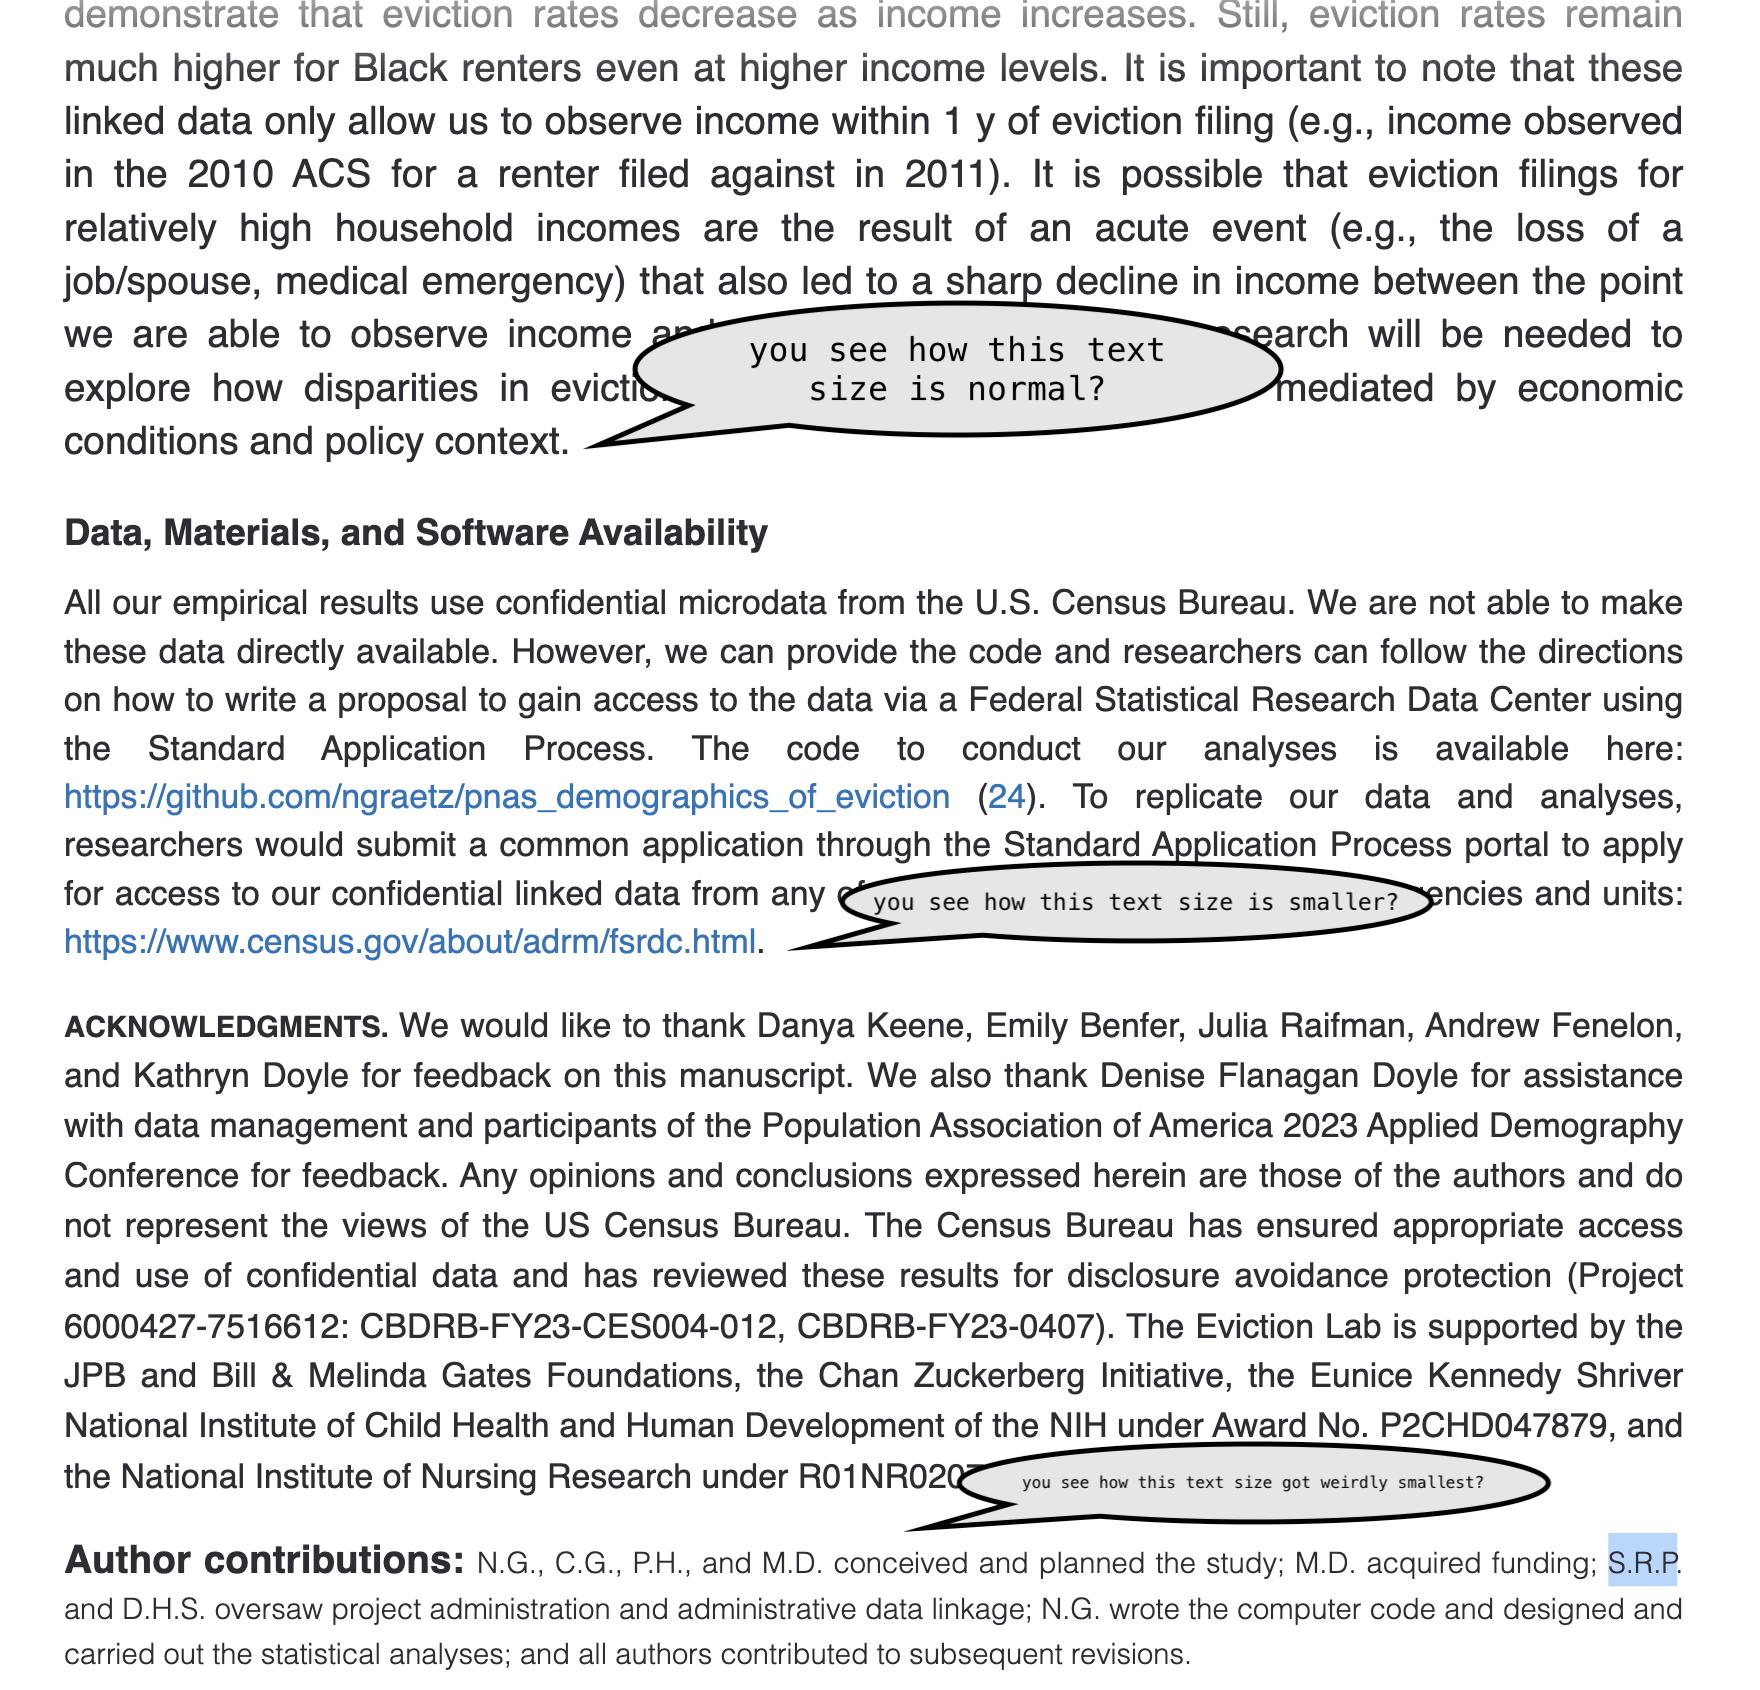 demonstrate that eviction rates decrease as income increases. Still, eviction rates remain
much higher for Black renters even at higher income levels. It is important to note that these
linked data only allow us to observe income within 1 y of eviction filing (e.g., income observed
in the 2010 ACS for a renter filed against in 2011). It is possible that eviction filings for
relatively high household incomes are the result of an acute event (e.g., the loss of a
job/spouse, medical emergency) that also led to a sharp decline in income between the point
we are able to observe income will be needed to
you see how this text
size is normal?
explore how disparities in mediated by economic
conditions and policy context.
Data, Materials, and Software Availability
All our empirical results use confidential microdata from the U.S. Census Bureau. We are not able to make
these data directly available. However, we can provide the code and researchers can follow the directions
on how to write a proposal to gain access to the data via a Federal Statistical Research Data Center using
the Standard Application Process. The code to conduct our analyses is available here:
https://github.com/ngraetz/pnas_demographics_of_eviction (24). To replicate our data and analyses,
researchers would submit a common application through the Standard Application Process portal to apply
for access to our confidential linked data from any and units:
you see how this text size is smaller?
https://www.census.gov/about/adrm/fsrdc.html.
ACKNOWLEDGMENTS. We would like to thank Danya Keene, Emily Benfer, Julia Raifman, Andrew Fenelon,
and Kathryn Doyle for feedback on this manuscript. We also thank Denise Flanagan Doyle for assistance
with data management and participants of the Population Association of America 2023 Applied Demography
Conference for feedback. Any opinions and conclusions expressed herein are those of the authors and do
not represent the views of the US Census Bureau. The Census Bureau has ensured appropriate access
and use of confidential data and has reviewed these results for disclosure avoidance protection (Project
6000427-7516612: CBDRB-FY23-CES004-012, CBDRB-FY23-0407). The Eviction Lab is supported by the
JPB and Bill & Melinda Gates Foundations, the Chan Zuckerberg Initiative, the Eunice Kennedy Shriver
National Institute of Child Health and Human Development of the NIH under Award No. P2CHD047879, and
the National Institute of Nursing Research under
you see how this text size got weirdly smallest?
Author contributions: N.G., C.G., P.H., and M.D. conceived and planned the study; M.D. acquired funding; S.R.P.
and D.H.S. oversaw project administration and administrative data linkage; N.G. wrote the computer code and designed and
carried out the statistical analyses; and all authors contributed to subsequent revisions.